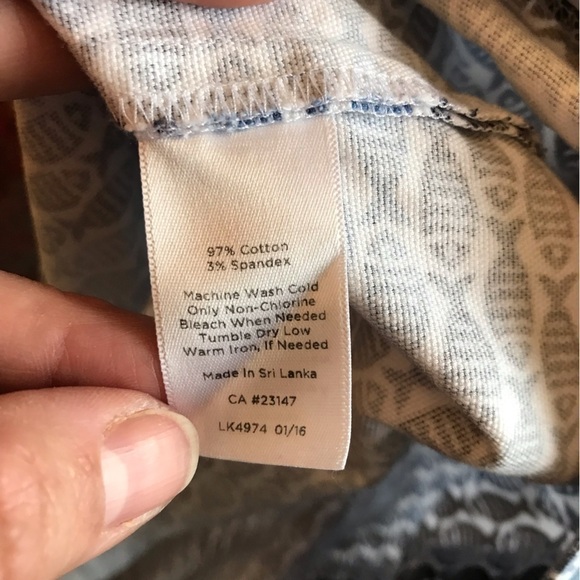 97% Cotton
3% Spandex
Machine Wash Cold
Only Non-Chlorine
Bleach When Needed
Tumble Dry Low
Warm Iron, If Needed
Made In Sri Lanka
CA #23147
LK4974 01/16